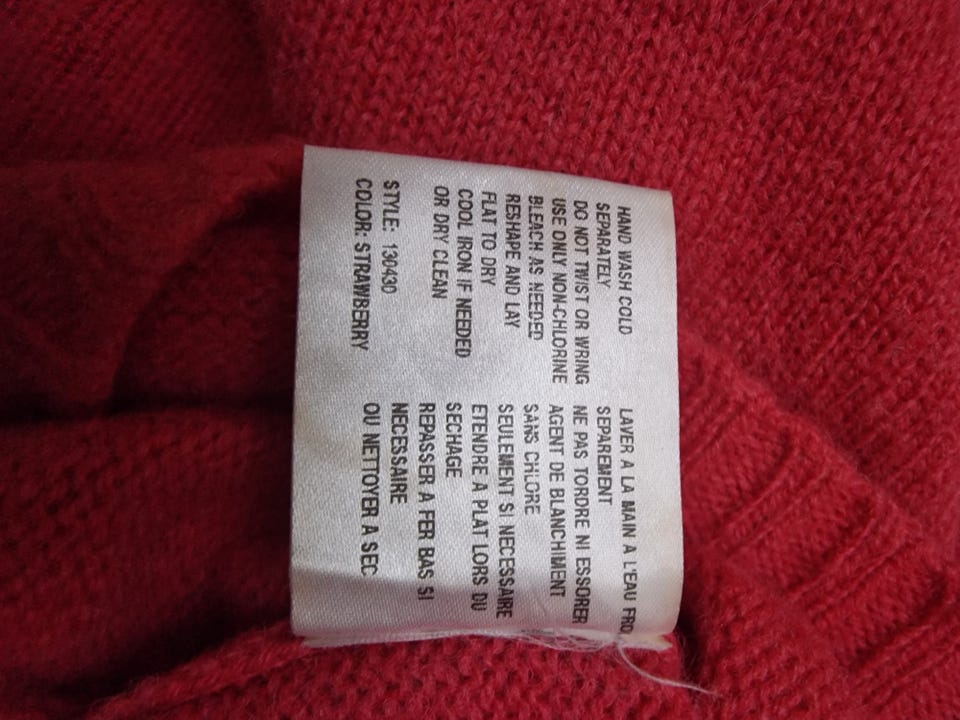 HAND WASH COLD
SEPARATELY
DO NOT TWIST OR WRING
USE ONLY NON-CHLORINE
BLEACH AS NEEDED
RESHAPE AND LAY
FLAT TO DRY
COOL IRON IF NEEDED
OR DRY CLEAN
STYLE: 130430
COLOR: STRAWBERRY
LAVER A LA MAIN A L'EAU FRO
SEPAREMENT
NE PAS TORDRE NI ESSORER
AGENT DE BLANCHIMENT
SANS CHLORE
SEULEMENT SI NECESSAIRE
ETENDRE A PLAT LORS DU
SECHAGE
REPASSER A FER BAS SI
NECESSAIRE
OU NETTOYER A SEC